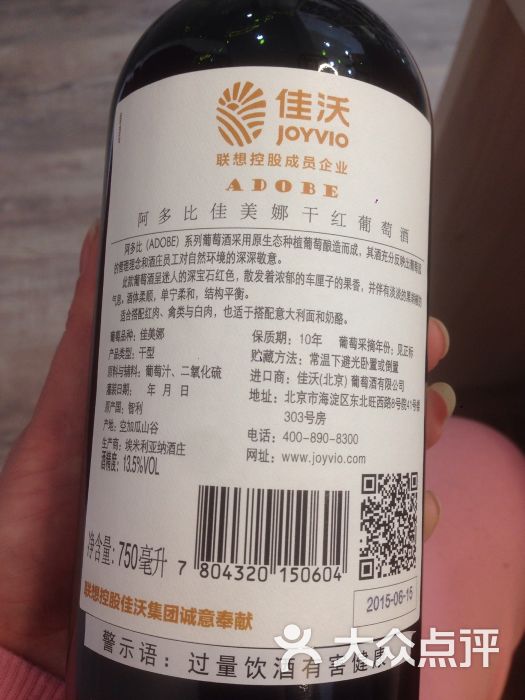 佳沃
JOYVIO
联想控股成员企业
ADOBE
阿多比佳美娜干红葡萄酒
阿多比（ADOBE）系列葡萄酒采用原生态种植葡萄酿造而成，其酒充分反映出葡萄园
的管理理念和酒庄员工对自然环境的深深敬意。
此款葡萄酒呈迷人的深宝石红色，散发着浓郁的车厘子的果香，并伴有淡淡的黑胡椒的
气息，酒体柔顺，单宁柔和，结构平衡。
适合搭配红肉、禽类与白肉，也适于搭配意大利面和奶酪。
葡萄品种：佳美娜
产品类型：干型
原料与辅料：葡萄汁、二氧化硫
灌装日期： 年 月 日
原产国：智利
产地：空加瓜山谷
生产商：埃米利亚纳酒庄
酒精度：13.5%VOL
保质期：10年 葡萄采摘年份：见正标
贮藏方法：常温下避光卧置或倒置
进口商：佳沃(北京) 葡萄酒有限公司
地址：北京市海淀区东北旺西路8号院41号楼
303号房
电话：400-890-8300
网址：www.joyvio.com
净含量：750毫升
7 804320 150604
2015-06-15
联想控股佳沃集团诚意奉献
警示语：过量饮酒有害健康
大众点评